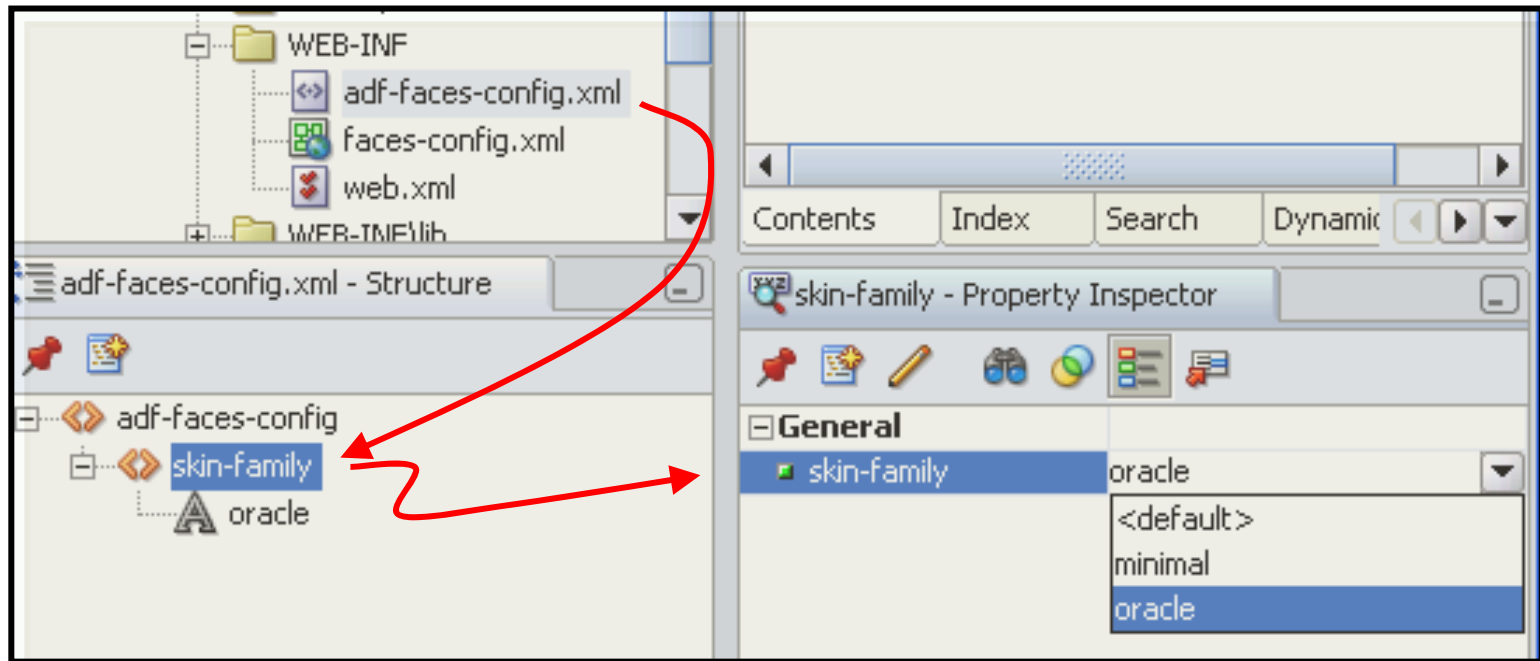 WEB-INF
adf-faces-config.xml
faces-config.xml
web.xml
WEB-INF\lib
adf-faces-config.xml - Structure
adf-faces-config
skin-family
oracle
Contents Index Search Dynamic
skin-family - Property Inspector
General
skin-family oracle
<default>
minimal
oracle